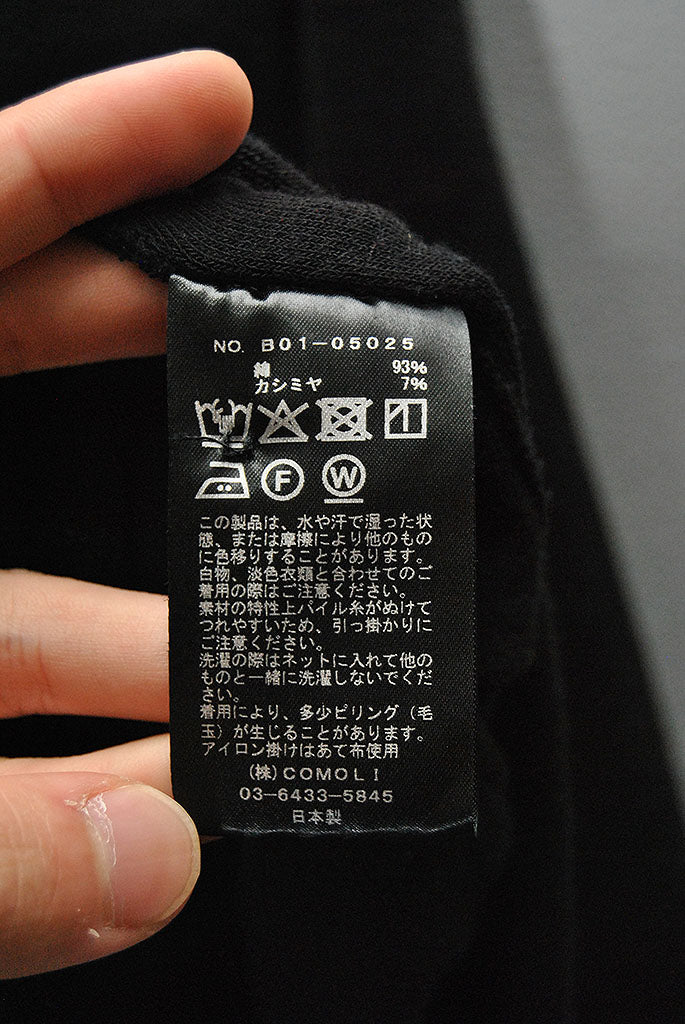 NO. B01-05025
綿 93%
カシミヤ 7%
F W
この製品は、水や汗で湿った状
態、または摩擦により他のもの
に色移りすることがあります。
白物、淡色衣類と合わせてのご
着用の際はご注意ください。
素材の特性上パイル糸がぬけて
つれやすいため、引っ掛かりに
ご注意ください。
洗濯の際はネットに入れて他の
ものと一緒に洗濯しないでくだ
さい。
着用により、多少ピリング(毛
玉)が生じることがあります。
アイロン掛けはあて布使用
(株)COMOLI
03-6433-5845
日本製